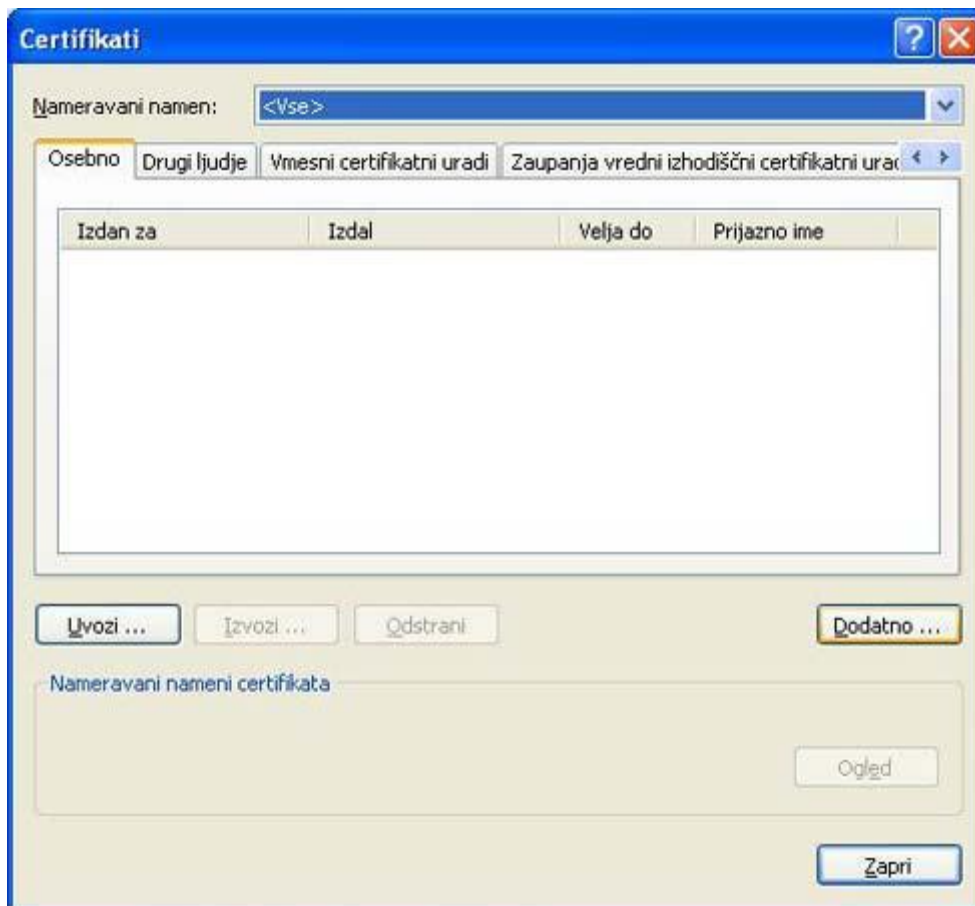 Certifikati
Nameravani namen: <Vse>
Osebno Drugi ljudje Vmesni certifikatni uradi Zaupanja vredni izhodiščni certifikatni urad
Izdan za Izdal Velja do Prijazno ime
Uvozi ... Izvozi ... Odstrani Dodatno ...
Nameravani nameni certifikata
Ogled
Zapri